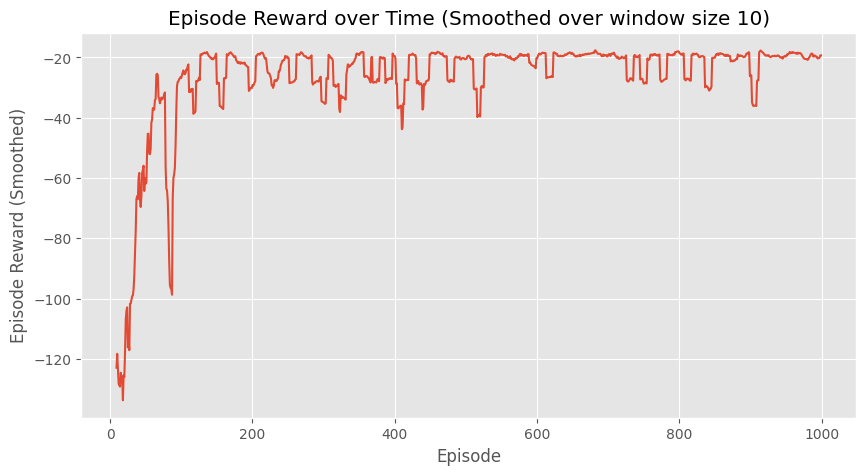 Episode Reward over Time (Smoothed over window size 10)
Episode Reward (Smoothed)
−20
−40
−60
−80
−100
−120
0 200 400 600 800 1000
Episode